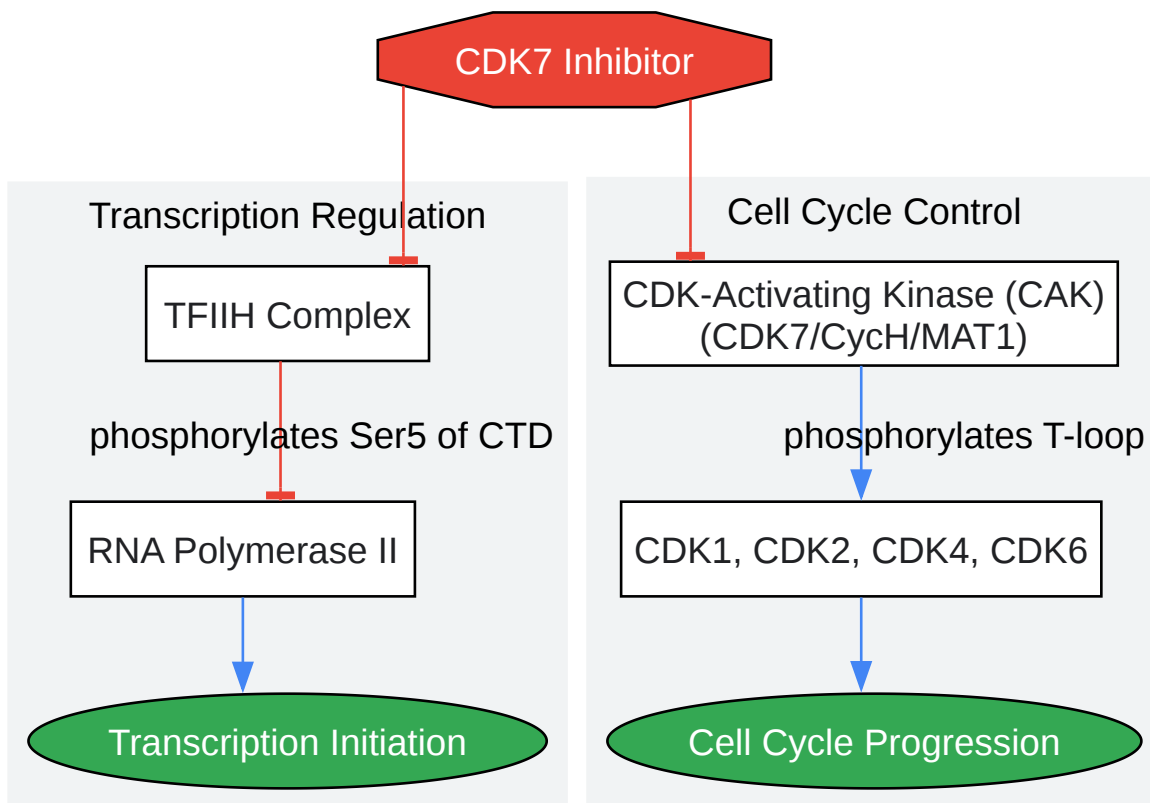 CDK7 Inhibitor
Transcription Regulation
TFIIH Complex
phosphorylates Ser5 of CTD
RNA Polymerase II
Transcription Initiation
Cell Cycle Control
CDK-Activating Kinase (CAK)
(CDK7/CycH/MAT1)
phosphorylates T-loop
CDK1, CDK2, CDK4, CDK6
Cell Cycle Progression